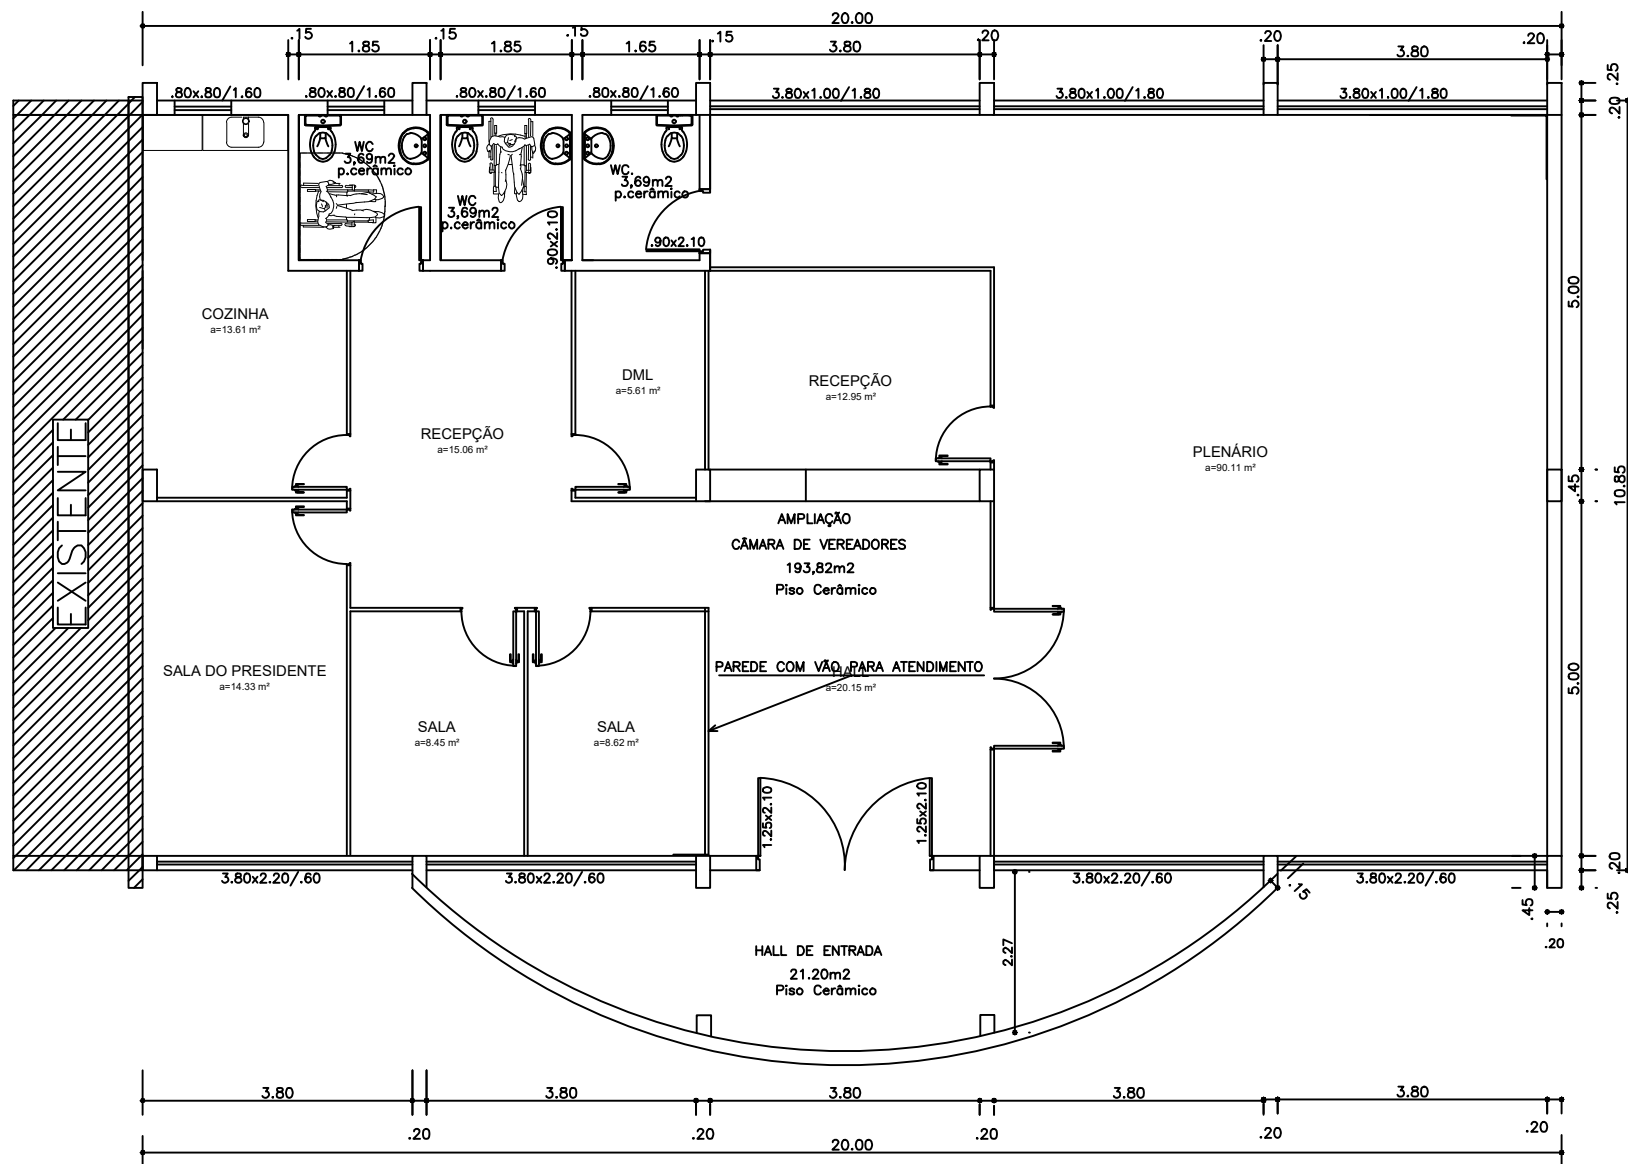 20.00
.15
1.85
.15
1.85
.15
1.65
.15
3.80
.20
.20
3.80
.20
.25
.80x.80/1.60
.80x.80/1.60
.80x.80/1.60
.80x.80/1.60
3.80x1.00/1.80
3.80x1.00/1.80
3.80x1.00/1.80
.20
WC
3,69m2
p.cerâmico
WC
3,69m2
p.cerâmico
WC.
3,69m2
p.cerâmico
.90x2.10
.90x2.10
5.00
COZINHA
a=13.61 m²
DML
a=5.61 m²
RECEPÇÃO
a=12.95 m²
RECEPÇÃO
a=15.06 m²
PLENÁRIO
a=90.11 m²
EXISTENTE
.45
10.85
AMPLIAÇÃO
CÂMARA DE VEREADORES
193,82m2
Piso Cerâmico
SALA DO PRESIDENTE
a=14.33 m²
PAREDE COM VÃO PARA ATENDIMENTO
HALL
a=20.15 m²
5.00
SALA
a=8.45 m²
SALA
a=8.62 m²
1.25x2.10
1.25x2.10
3.80x2.20/.60
3.80x2.20/.60
3.80x2.20/.60
3.80x2.20/.60
.20
.15
.45
.25
.20
2.27
HALL DE ENTRADA
21.20m2
Piso Cerâmico
3.80
3.80
3.80
3.80
3.80
.20
.20
.20
.20
.20
20.00